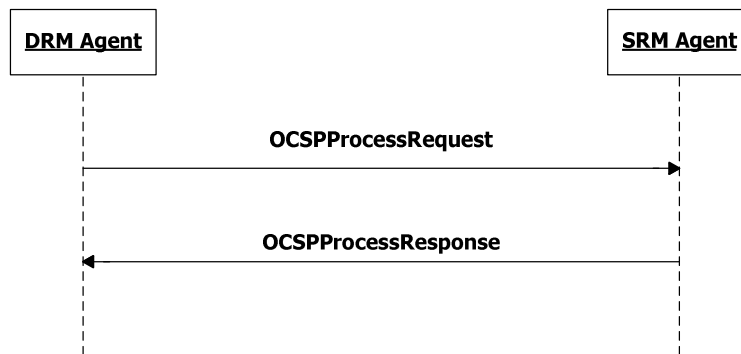 DRM Agent
SRM Agent
OCSPProcessRequest
OCSPProcessResponse